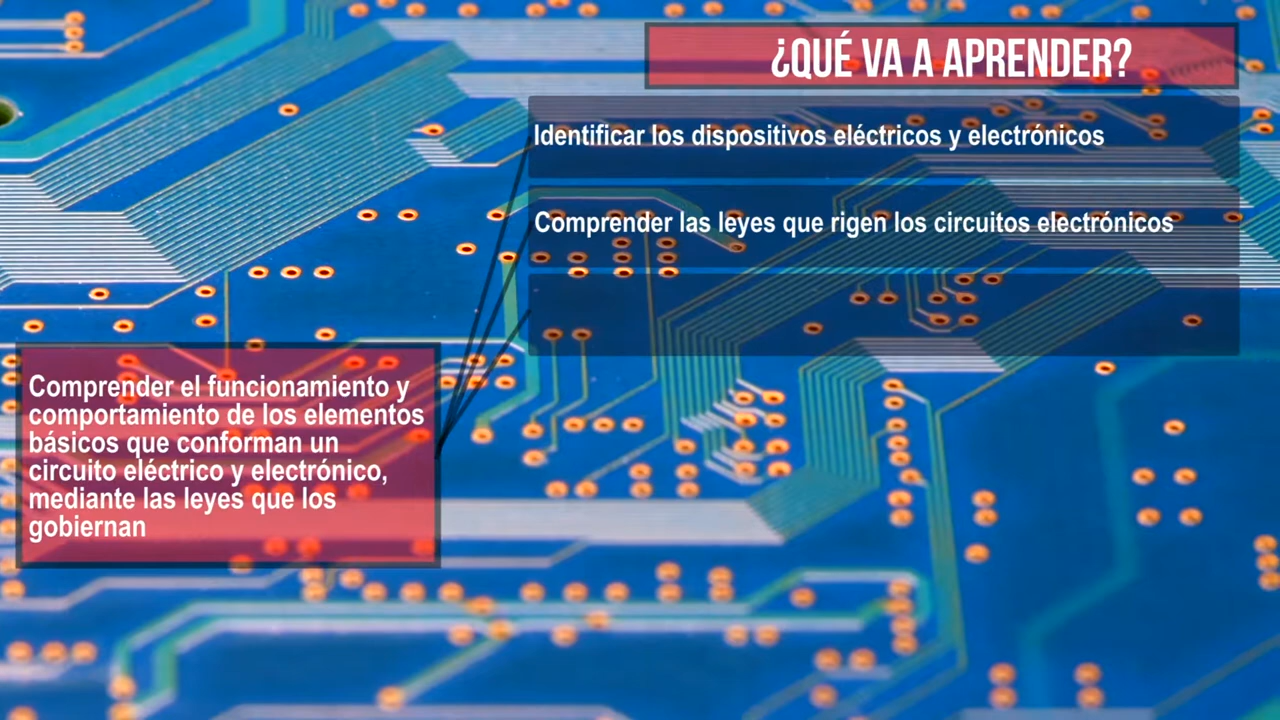 ¿QUÉ VA A APRENDER?
Identificar los dispositivos eléctricos y electrónicos
Comprender las leyes que rigen los circuitos electrónicos
Comprender el funcionamiento y
comportamiento de los elementos
básicos que conforman un
circuito eléctrico y electrónico,
mediante las leyes que los
gobiernan